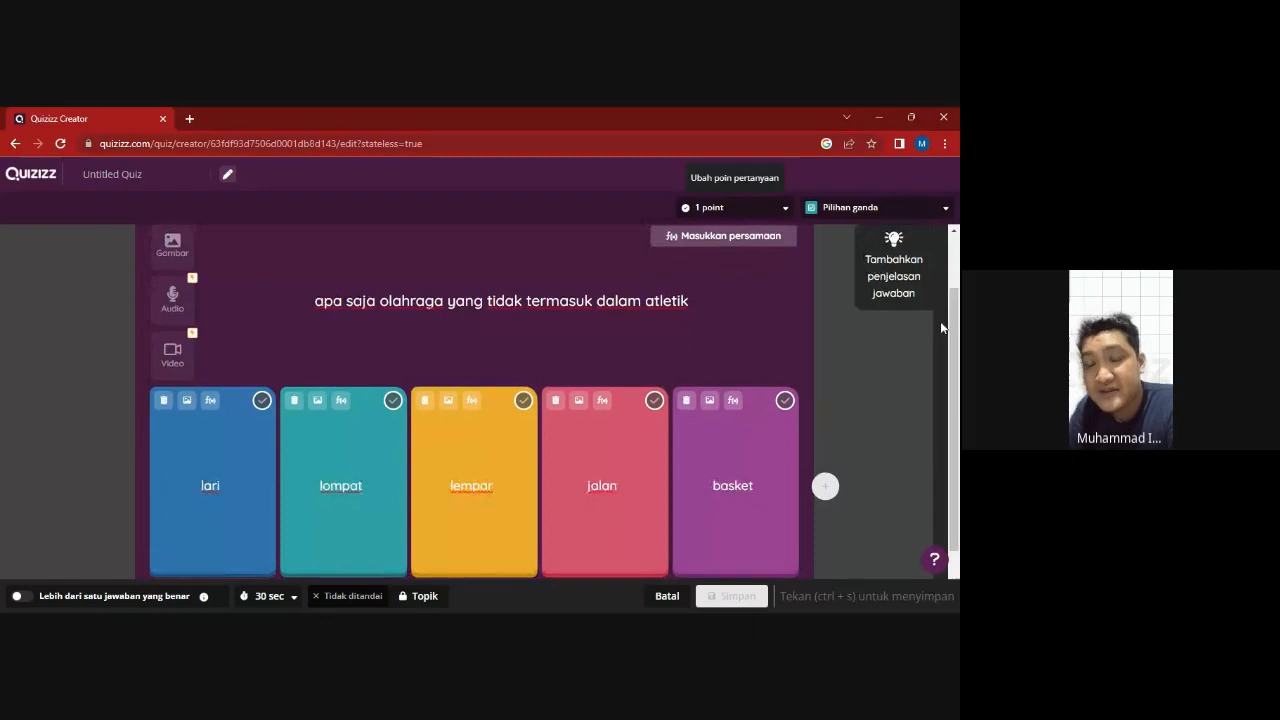 Quizizz Creator
quizizz.com/quiz/creator/63fdf93d7506d0001db8d143/edit?stateless=true
M
QUIZIZZ
Untitled Quiz
Ubah poin pertanyaan
1 point
Pilihan ganda
Gambar
f(x) Masukkan persamaan
Tambahkan
penjelasan
jawaban
Audio
apa saja olahraga yang tidak termasuk dalam atletik
Video
f(x)
f(x)
f(x)
f(x)
f(x)
lari
lompat
lempar
jalan
basket
?
Lebih dari satu jawaban yang benar
30 sec
Tidak ditandai
Topik
Batal
Simpan
Tekan (ctrl + s) untuk menyimpan
Muhammad I...